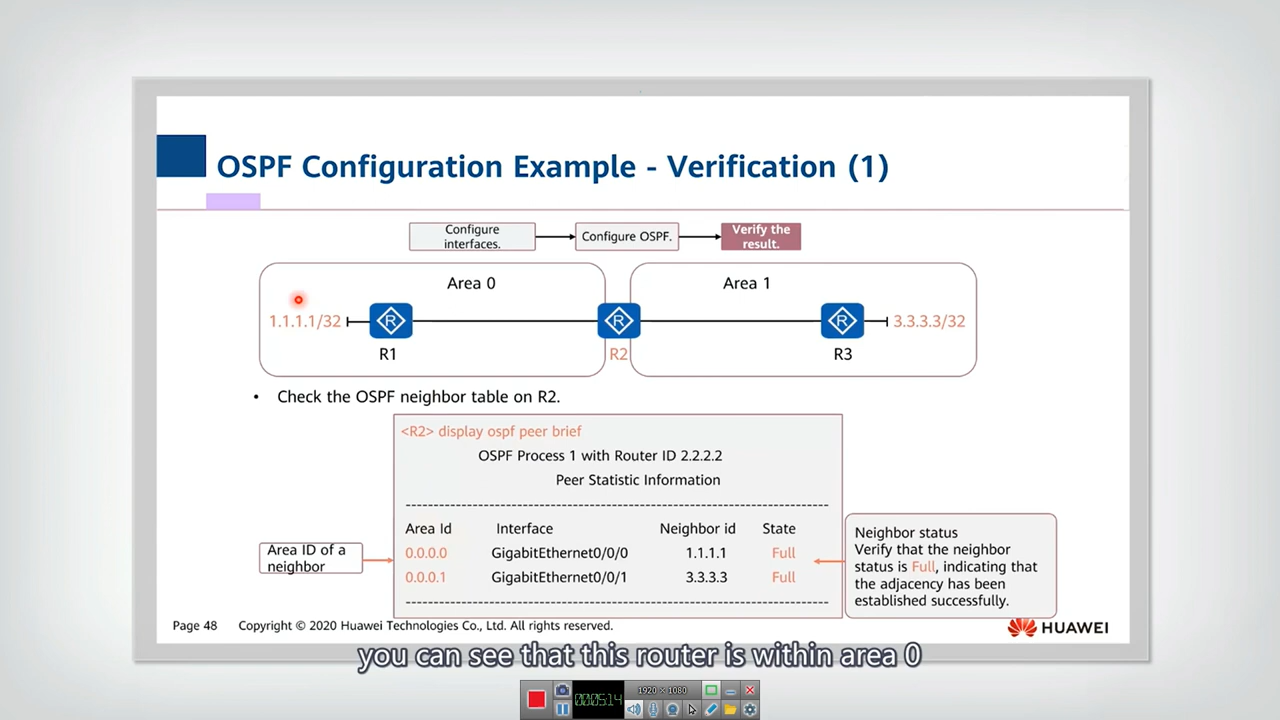 OSPF Configuration Example - Verification (1)
Configure
interfaces.
Configure OSPF.
Verify the
result.
Area 0
Area 1
1.1.1.1/32
R
R
R
3.3.3.3/32
R1
R2
R3
• Check the OSPF neighbor table on R2.
<R2> display ospf peer brief
OSPF Process 1 with Router ID 2.2.2.2
Peer Statistic Information
--------------------------------------------------------------------------------
Area Id Interface Neighbor id State
0.0.0.0 GigabitEthernet0/0/0 1.1.1.1 Full
0.0.0.1 GigabitEthernet0/0/1 3.3.3.3 Full
--------------------------------------------------------------------------------
Area ID of a
neighbor
Neighbor status
Verify that the neighbor
status is Full, indicating that
the adjacency has been
established successfully.
Page 48 Copyright © 2020 Huawei Technologies Co., Ltd. All rights reserved.
HUAWEI
you can see that this router is within area 0
000:05:14
1920 × 1080